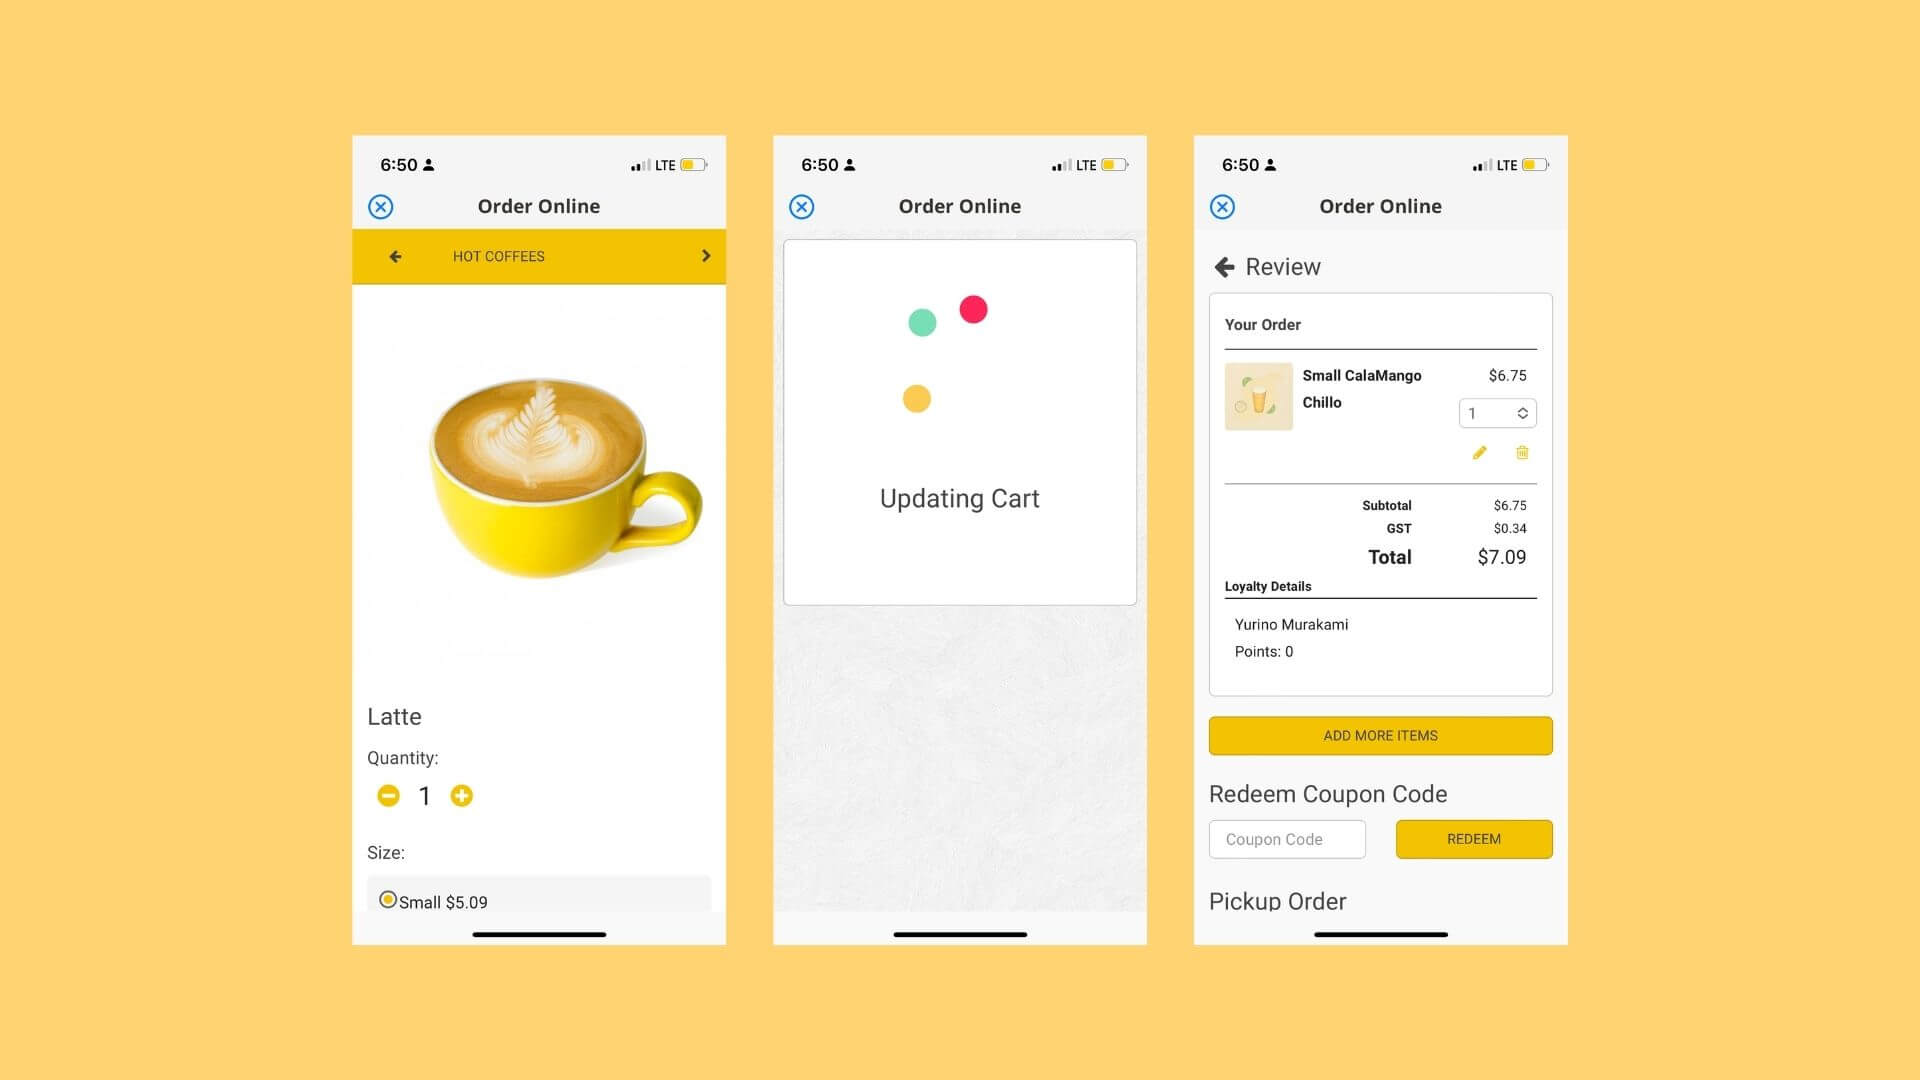 6:50
LTE
Order Online
HOT COFFEES
Latte
Quantity:
1
Size:
Small $5.09
6:50
LTE
Order Online
Updating Cart
6:50
LTE
Order Online
Review
Your Order
Small CalaMango $6.75
Chillo
1
Subtotal $6.75
GST $0.34
Total $7.09
Loyalty Details
Yurino Murakami
Points: 0
ADD MORE ITEMS
Redeem Coupon Code
Coupon Code REDEEM
Pickup Order